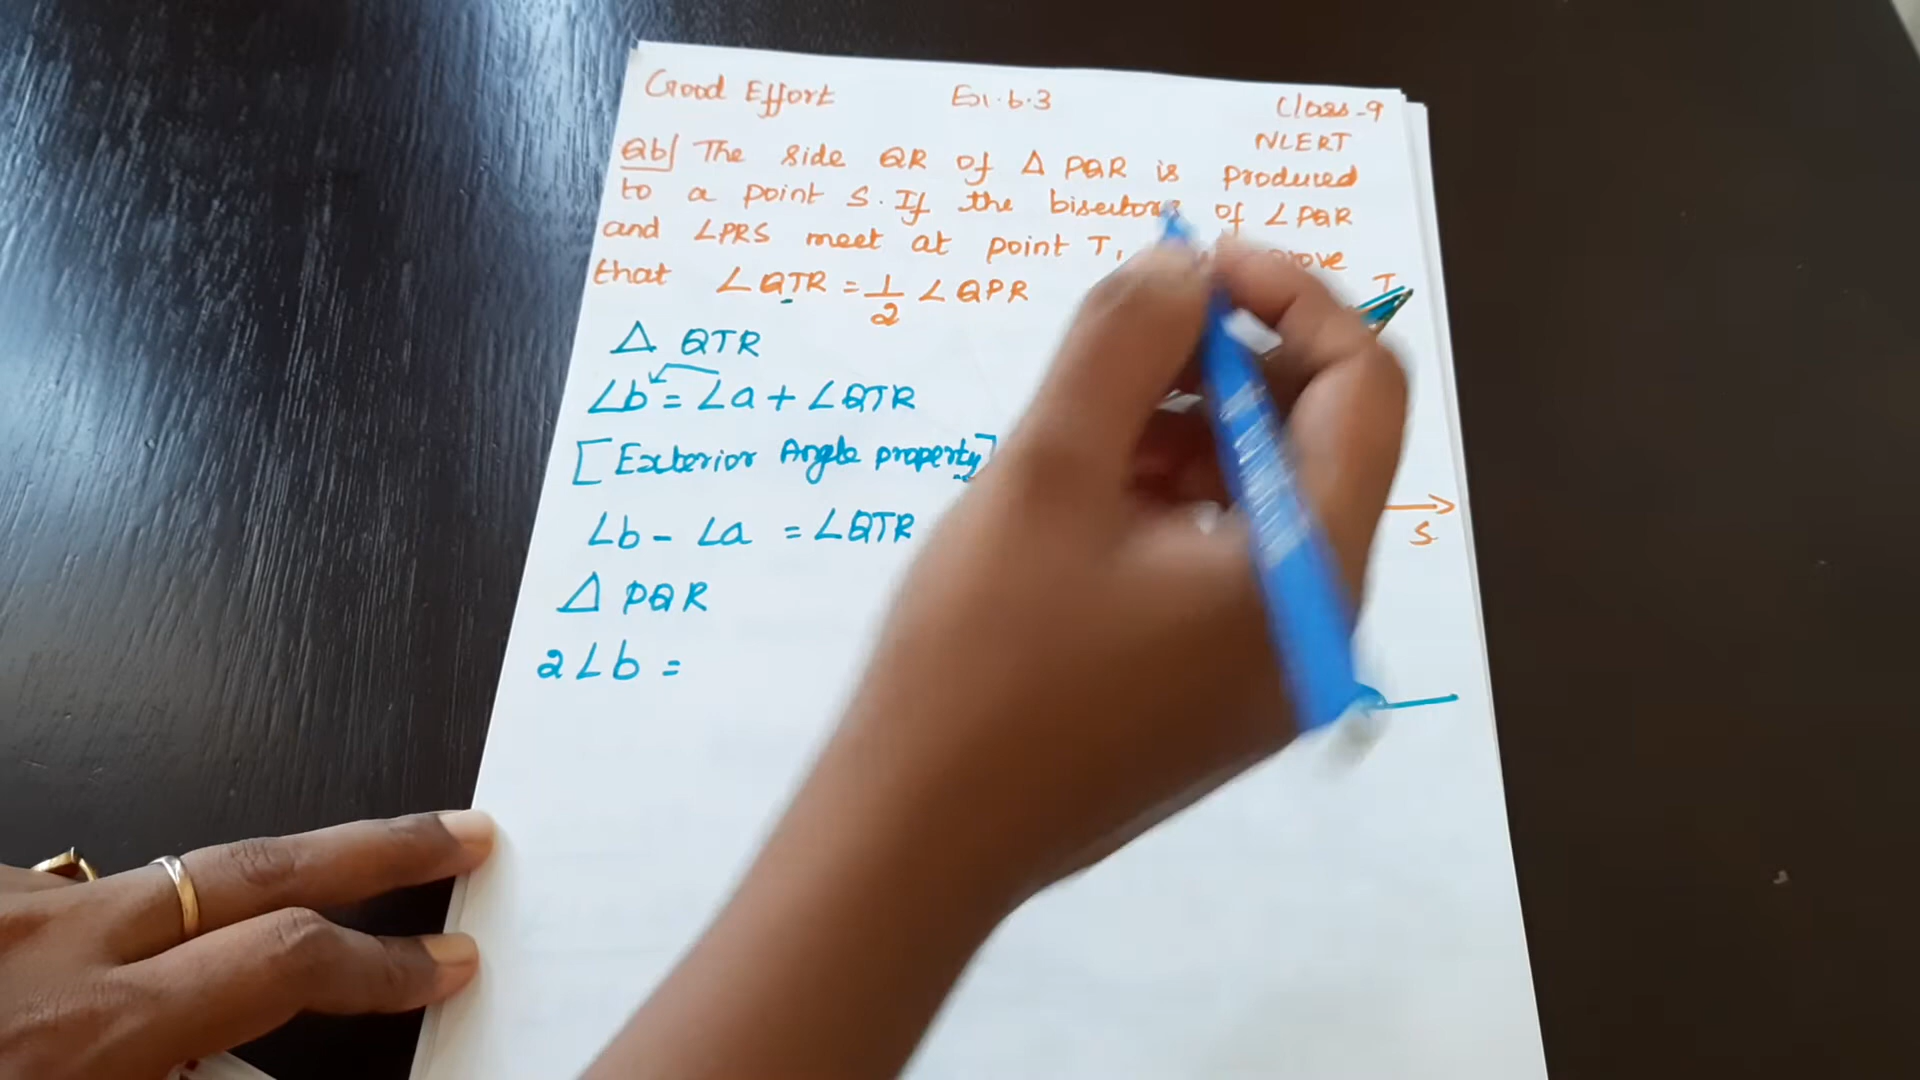 Good Effort Ex.6.3 Class-9
NCERT
Q6 The side QR of Δ PQR is produced
to a point S. If the bisectors of ∠PQR
and ∠PRS meet at point T,
that ∠QTR = 1/2 ∠QPR
T
Δ QTR
∠b = ∠a + ∠QTR
[Exterior Angle property]
S
∠b - ∠a = ∠QTR
Δ PQR
2∠b =